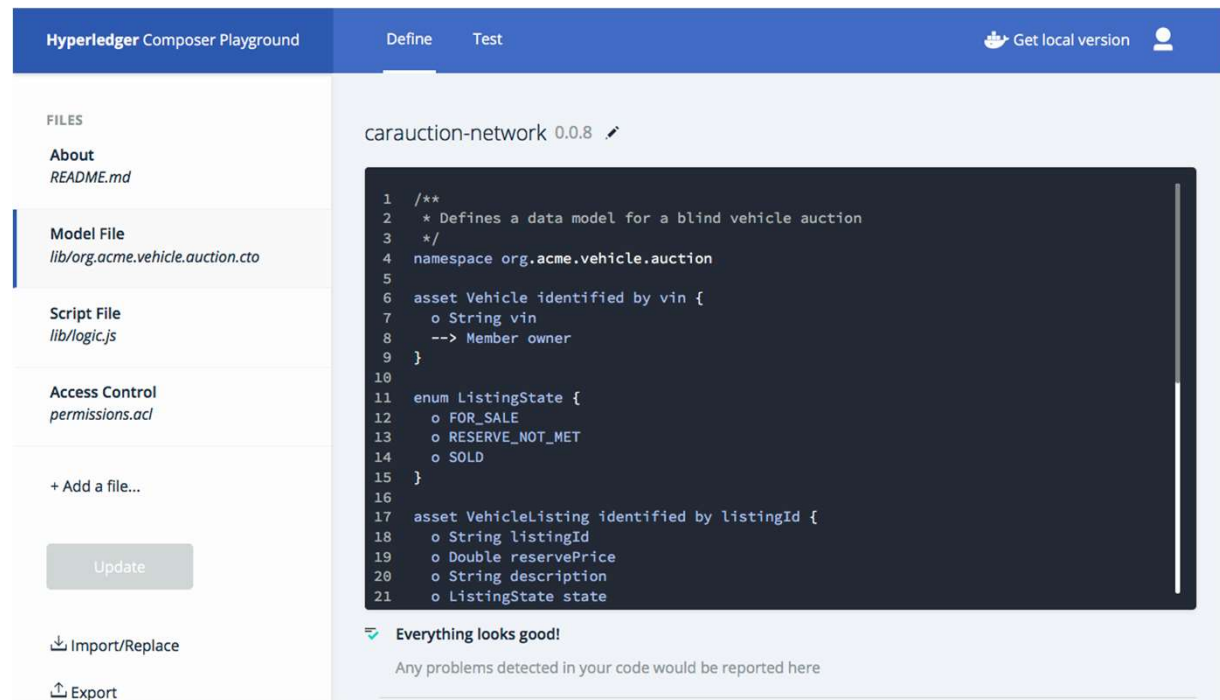 Hyperledger Composer Playground
Define
Test
Get local version
FILES
About
README.md
Model File
lib/org.acme.vehicle.auction.cto
Script File
lib/logic.js
Access Control
permissions.acl
+ Add a file...
Update
Import/Replace
Export
carauction-network 0.0.8
1 /**
2 * Defines a data model for a blind vehicle auction
3 */
4 namespace org.acme.vehicle.auction
5
6 asset Vehicle identified by vin {
7 o String vin
8 --> Member owner
9 }
10
11 enum ListingState {
12 o FOR_SALE
13 o RESERVE_NOT_MET
14 o SOLD
15 }
16
17 asset VehicleListing identified by listingId {
18 o String listingId
19 o Double reservePrice
20 o String description
21 o ListingState state
Everything looks good!
Any problems detected in your code would be reported here